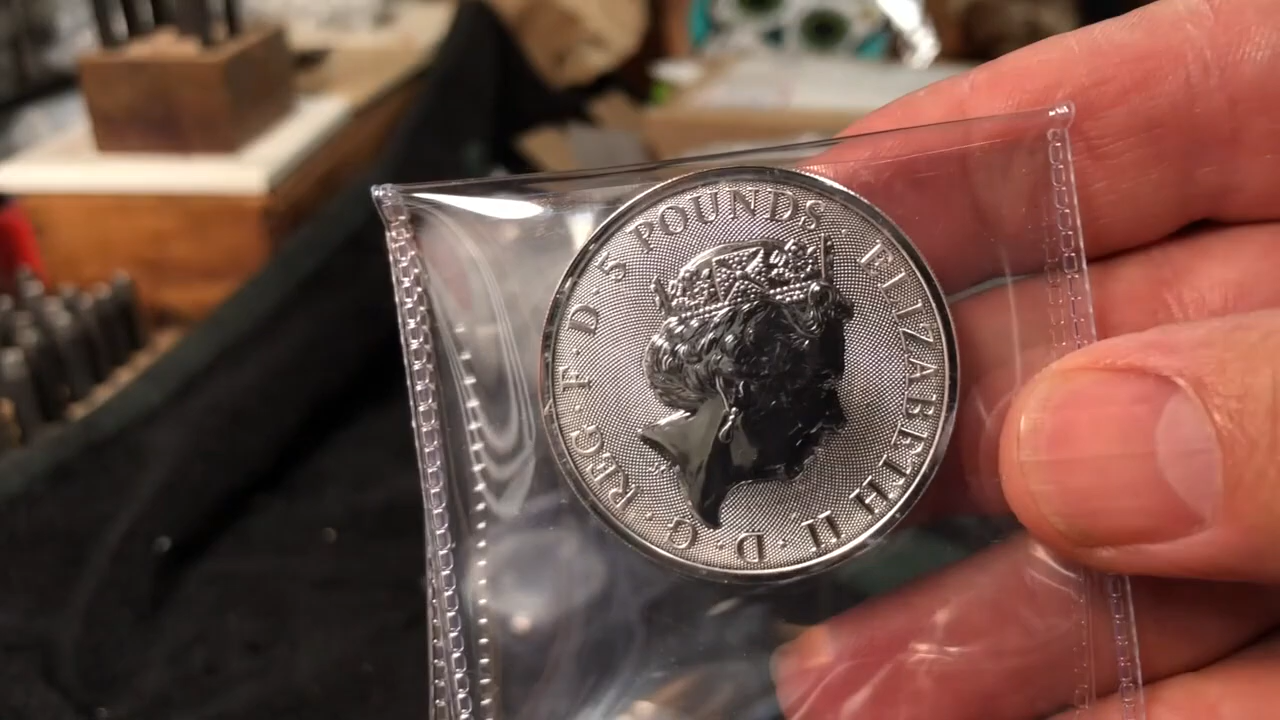 ELIZABETH II · D · G · REG · F · D · 5 POUNDS ·